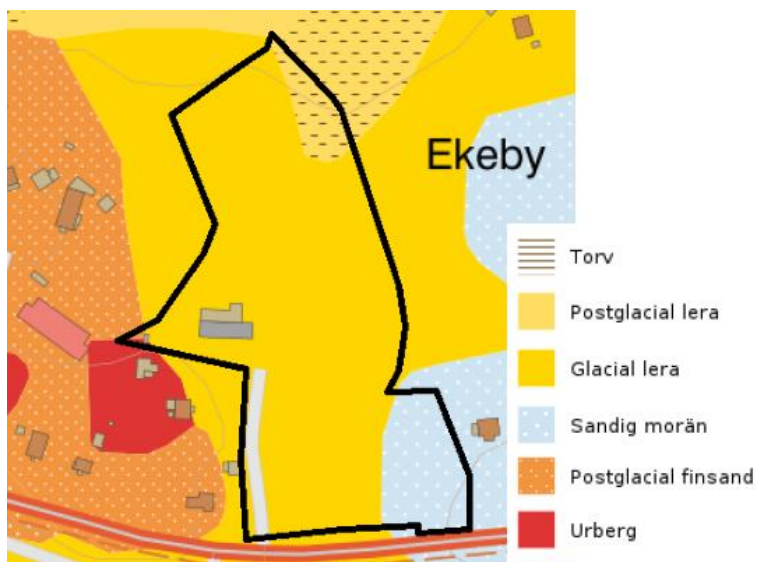 Ekeby
Torv
Postglacial lera
Glacial lera
Sandig morän
Postglacial finsand
Urberg